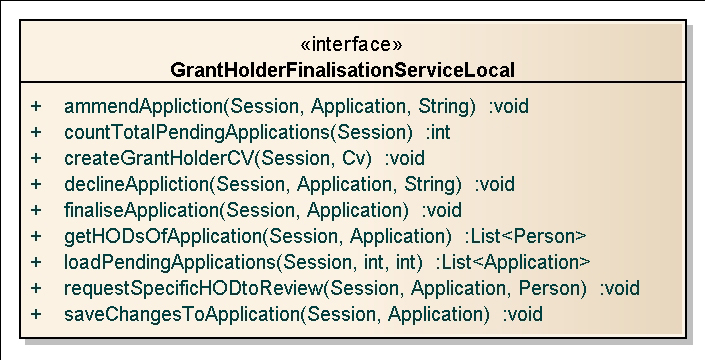 «interface»
GrantHolderFinalisationServiceLocal
+ ammendAppliction(Session, Application, String) :void
+ countTotalPendingApplications(Session) :int
+ createGrantHolderCV(Session, Cv) :void
+ declineAppliction(Session, Application, String) :void
+ finaliseApplication(Session, Application) :void
+ getHODsOfApplication(Session, Application) :List<Person>
+ loadPendingApplications(Session, int, int) :List<Application>
+ requestSpecificHODtoReview(Session, Application, Person) :void
+ saveChangesToApplication(Session, Application) :void